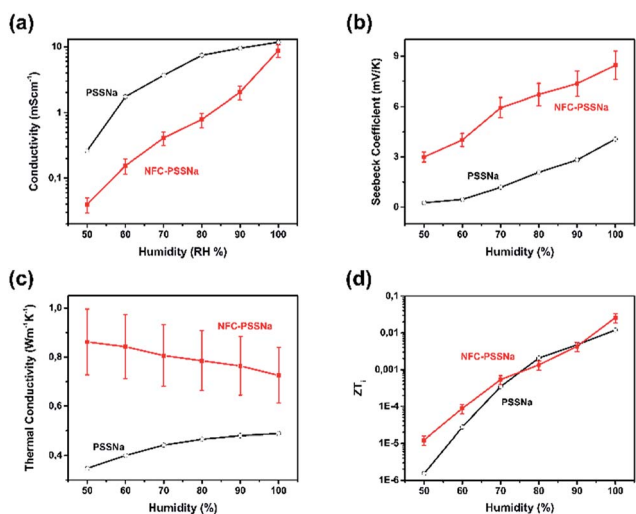 (a)
Conductivity (mScm⁻¹)
10
1
0,1
PSSNa
NFC-PSSNa
50 60 70 80 90 100
Humidity (RH %)
(b)
Seebeck Coefficient (mV/K)
9
6
3
0
NFC-PSSNa
PSSNa
50 60 70 80 90 100
Humidity (%)
(c)
Thermal Conductivity (Wm⁻¹K⁻¹)
1,0
0,8
0,6
0,4
NFC-PSSNa
PSSNa
50 60 70 80 90 100
Humidity (%)
(d)
ZTᵢ
0,1
0,01
0,001
1E-4
1E-5
1E-6
NFC-PSSNa
PSSNa
50 60 70 80 90 100
Humidity (%)